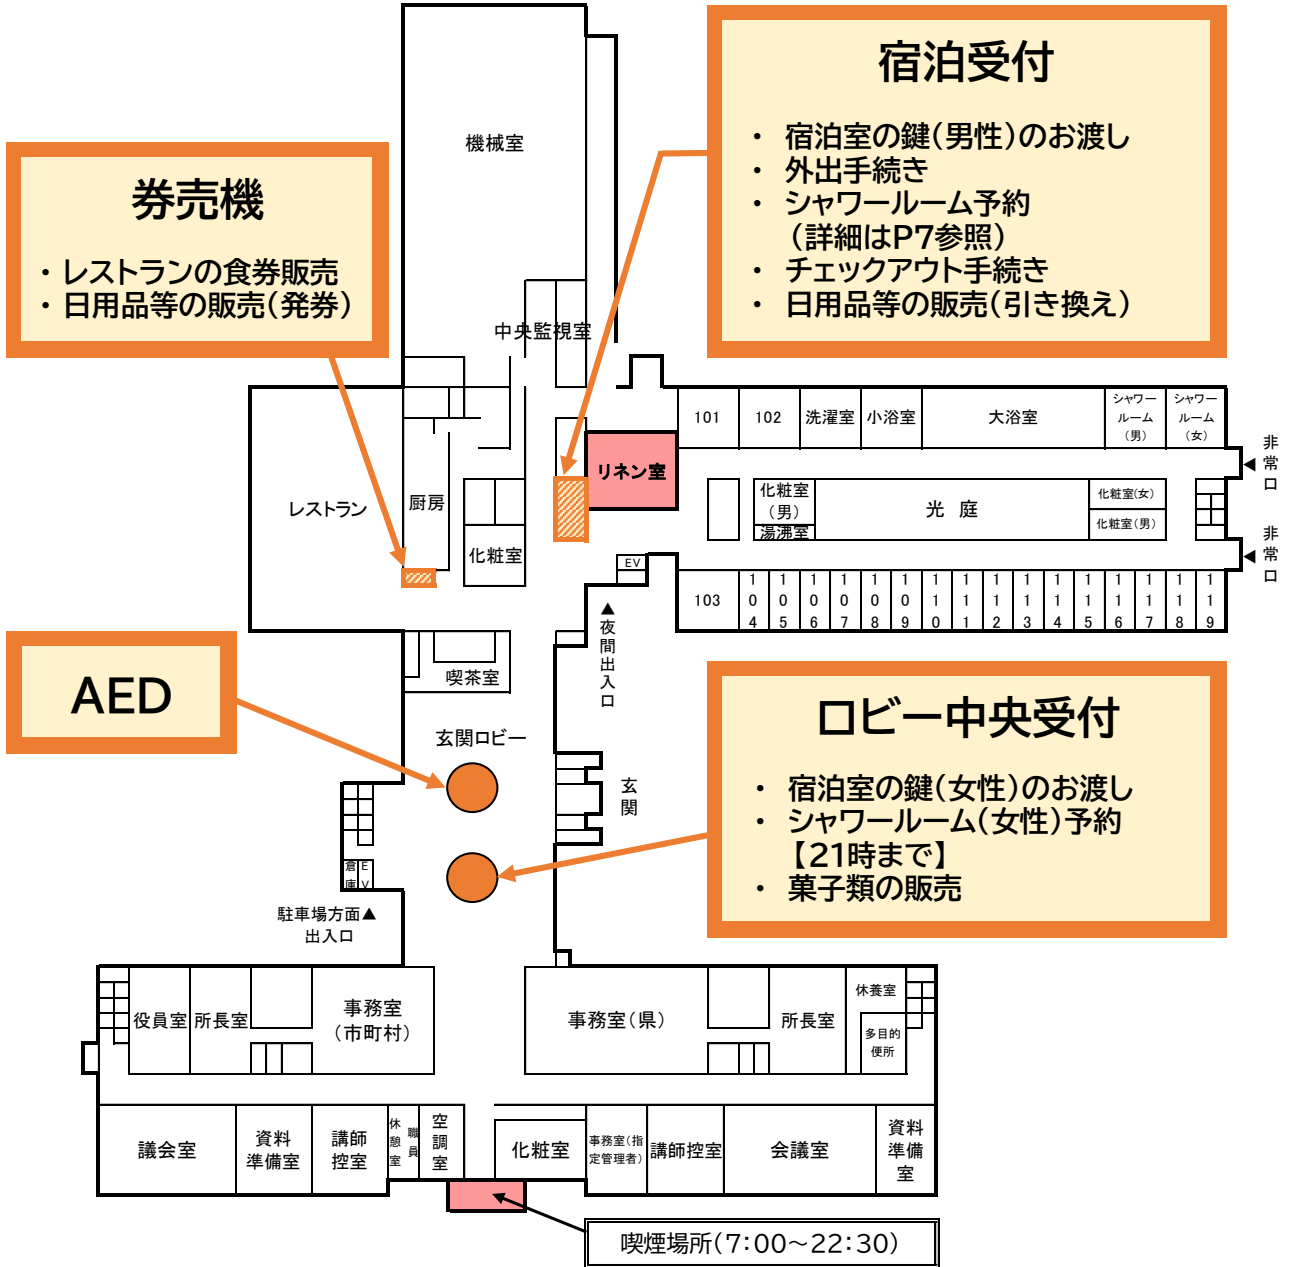 宿泊受付
・ 宿泊室の鍵(男性)のお渡し
・ 外出手続き
・ シャワールーム予約
(詳細はP7参照)
・ チェックアウト手続き
・ 日用品等の販売(引き換え)
券売機
・レストランの食券販売
・日用品等の販売(発券)
機械室
中央監視室
101
102
洗濯室
小浴室
大浴室
シャワー
ルーム
(男)
シャワー
ルーム
(女)
リネン室
レストラン
厨房
化粧室
化粧室
(男)
湯沸室
光 庭
化粧室(女)
化粧室(男)
◀非常口
◀非常口
EV
103
104
105
106
107
108
109
110
111
112
113
114
115
116
117
118
119
▲夜間出入口
喫茶室
AED
玄関ロビー
玄関
ロビー中央受付
・ 宿泊室の鍵(女性)のお渡し
・ シャワールーム(女性)予約
【21時まで】
・ 菓子類の販売
倉庫
EV
駐車場方面▲
出入口
役員室
所長室
事務室
(市町村)
事務室(県)
所長室
休養室
多目的
便所
議会室
資料
準備室
講師
控室
職員
休憩室
空調室
化粧室
事務室(指
定管理者)
講師控室
会議室
資料
準備
室
喫煙場所(7:00~22:30)